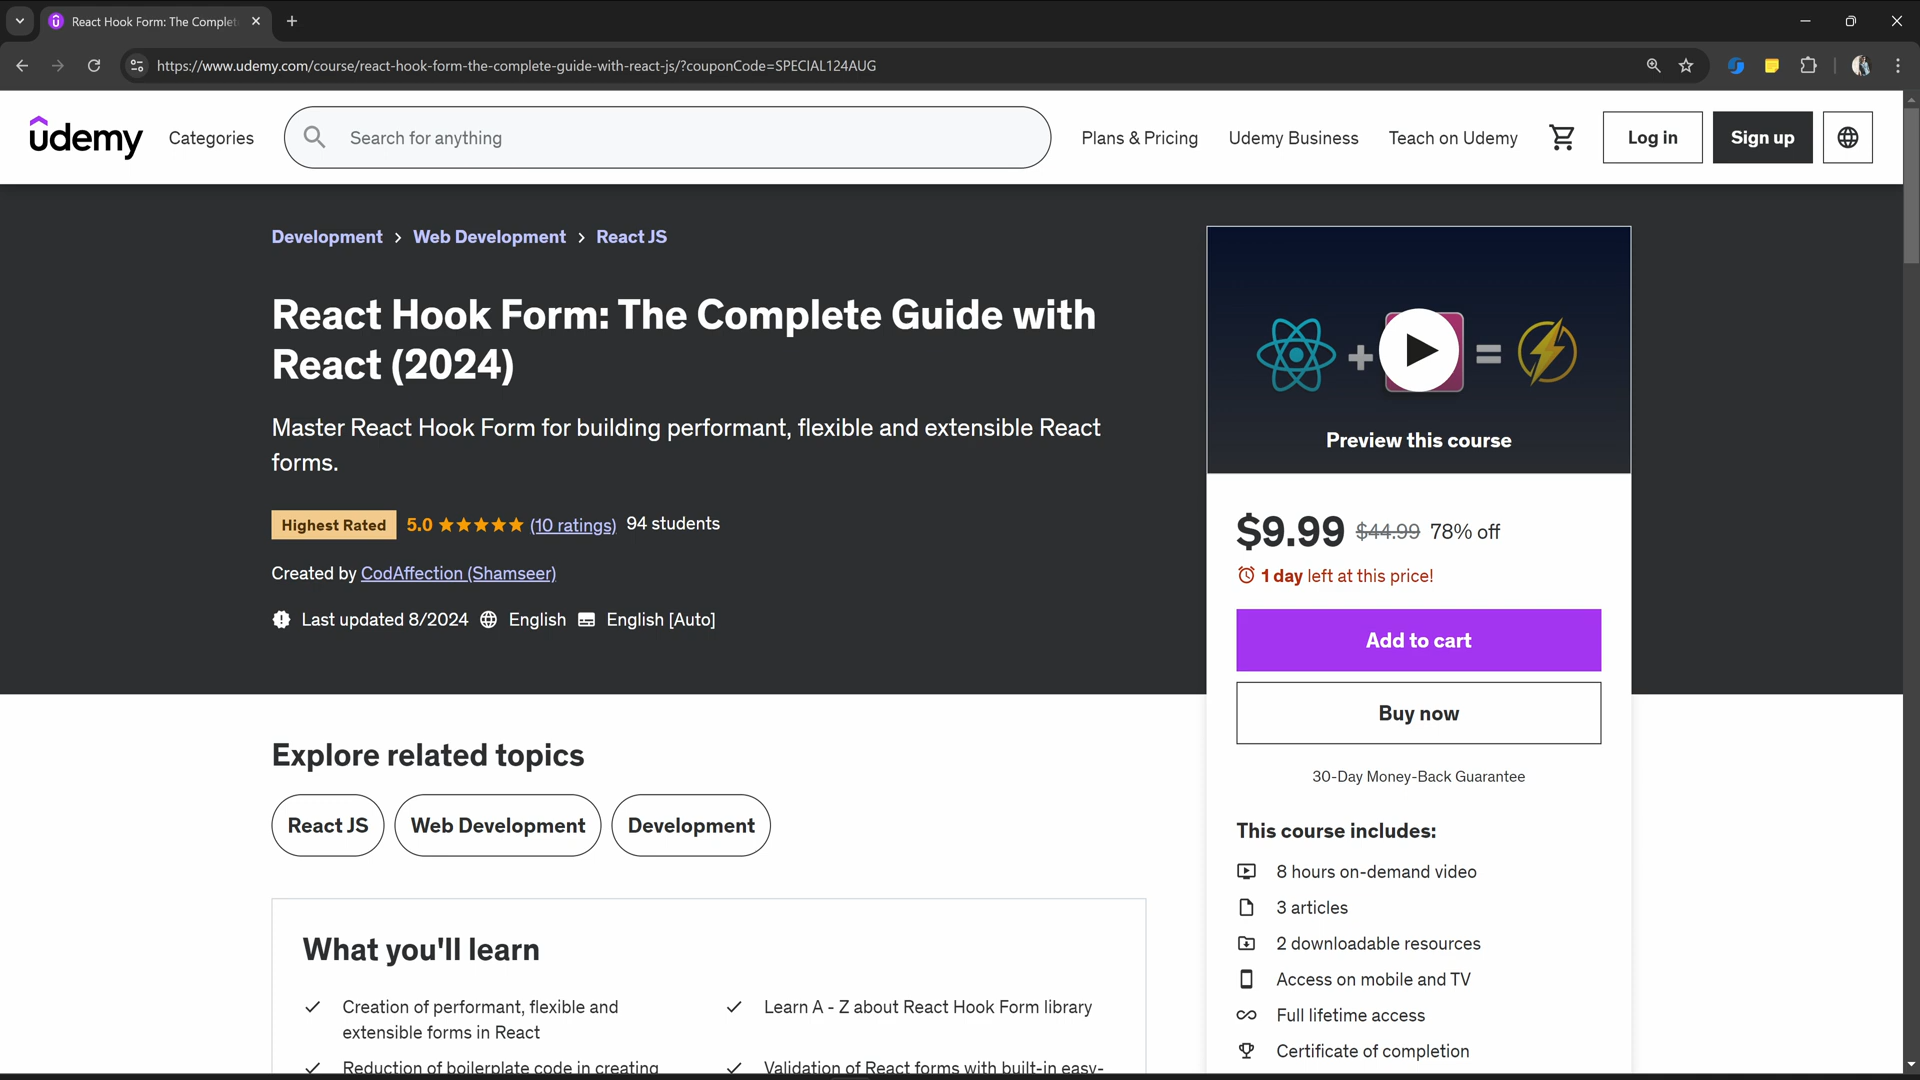 React Hook Form: The Complet
https://www.udemy.com/course/react-hook-form-the-complete-guide-with-react-js/?couponCode=SPECIAL124AUG
udemy
Categories
Search for anything
Plans & Pricing
Udemy Business
Teach on Udemy
Log in
Sign up
Development > Web Development > React JS
React Hook Form: The Complete Guide with
React (2024)
Master React Hook Form for building performant, flexible and extensible React
forms.
Highest Rated 5.0 (10 ratings) 94 students
Created by CodAffection (Shamseer)
Last updated 8/2024 English English [Auto]
Preview this course
$9.99 $44.99 78% off
1 day left at this price!
Add to cart
Buy now
30-Day Money-Back Guarantee
This course includes:
8 hours on-demand video
3 articles
2 downloadable resources
Access on mobile and TV
Full lifetime access
Certificate of completion
Explore related topics
React JS
Web Development
Development
What you'll learn
Creation of performant, flexible and
extensible forms in React
Learn A - Z about React Hook Form library
Reduction of boilerplate code in creating
Validation of React forms with built-in easy-